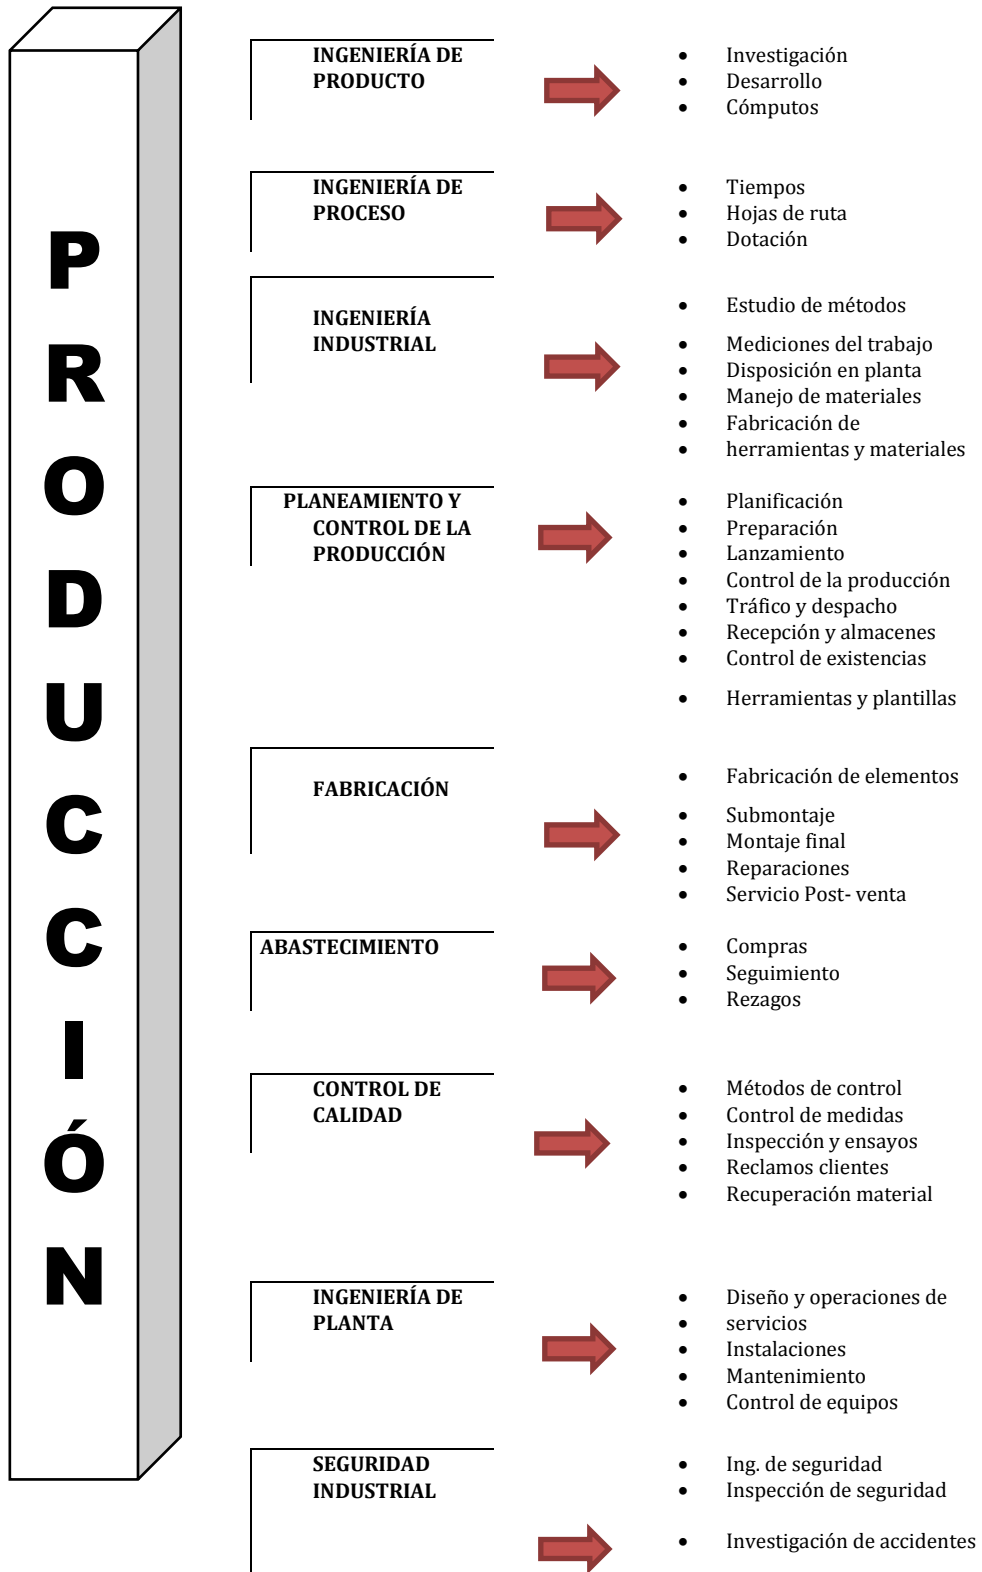 PRODUCCIÓN
INGENIERÍA DE
PRODUCTO
• Investigación
• Desarrollo
• Cómputos
INGENIERÍA DE
PROCESO
• Tiempos
• Hojas de ruta
• Dotación
INGENIERÍA
INDUSTRIAL
• Estudio de métodos
• Mediciones del trabajo
• Disposición en planta
• Manejo de materiales
• Fabricación de
• herramientas y materiales
PLANEAMIENTO Y
CONTROL DE LA
PRODUCCIÓN
• Planificación
• Preparación
• Lanzamiento
• Control de la producción
• Tráfico y despacho
• Recepción y almacenes
• Control de existencias
• Herramientas y plantillas
FABRICACIÓN
• Fabricación de elementos
• Submontaje
• Montaje final
• Reparaciones
• Servicio Post- venta
ABASTECIMIENTO
• Compras
• Seguimiento
• Rezagos
CONTROL DE
CALIDAD
• Métodos de control
• Control de medidas
• Inspección y ensayos
• Reclamos clientes
• Recuperación material
INGENIERÍA DE
PLANTA
• Diseño y operaciones de
• servicios
• Instalaciones
• Mantenimiento
• Control de equipos
SEGURIDAD
INDUSTRIAL
• Ing. de seguridad
• Inspección de seguridad
• Investigación de accidentes